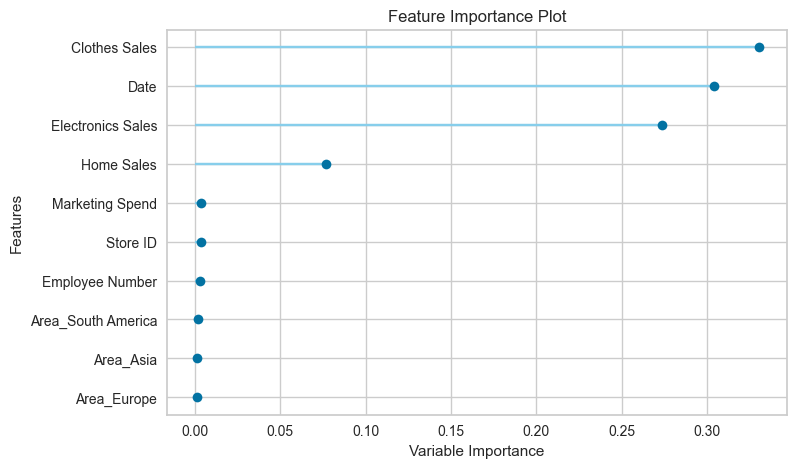 Feature Importance Plot
Features
Clothes Sales
Date
Electronics Sales
Home Sales
Marketing Spend
Store ID
Employee Number
Area_South America
Area_Asia
Area_Europe
0.00 0.05 0.10 0.15 0.20 0.25 0.30
Variable Importance